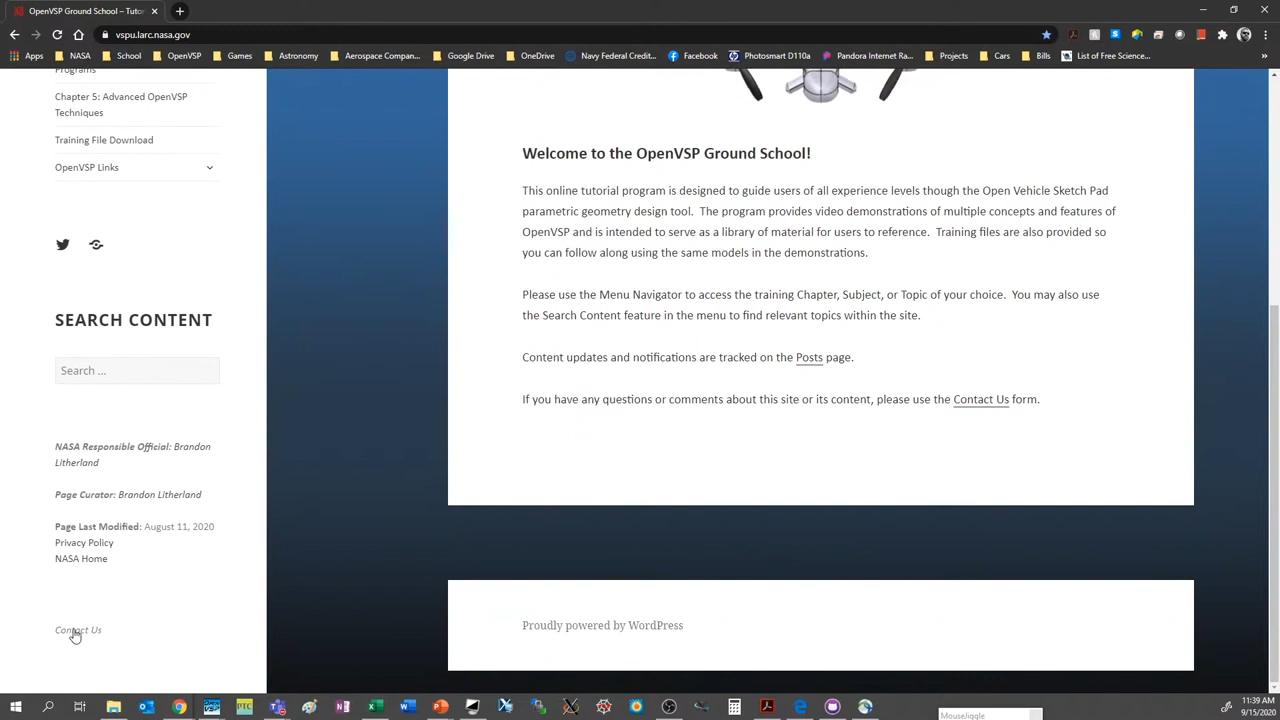 OpenVSP Ground School – Tutor
vspu.larc.nasa.gov
Apps NASA School OpenVSP Games Astronomy Aerospace Compan... Google Drive OneDrive Navy Federal Credit... Facebook Photosmart D110a Pandora Internet Ra... Projects Cars Bills List of Free Science... »
Programs
Chapter 5: Advanced OpenVSP
Techniques
Training File Download
OpenVSP Links
SEARCH CONTENT
Search ...
NASA Responsible Official: Brandon
Litherland
Page Curator: Brandon Litherland
Page Last Modified: August 11, 2020
Privacy Policy
NASA Home
Contact Us
Welcome to the OpenVSP Ground School!
This online tutorial program is designed to guide users of all experience levels though the Open Vehicle Sketch Pad
parametric geometry design tool. The program provides video demonstrations of multiple concepts and features of
OpenVSP and is intended to serve as a library of material for users to reference. Training files are also provided so
you can follow along using the same models in the demonstrations.
Please use the Menu Navigator to access the training Chapter, Subject, or Topic of your choice. You may also use
the Search Content feature in the menu to find relevant topics within the site.
Content updates and notifications are tracked on the Posts page.
If you have any questions or comments about this site or its content, please use the Contact Us form.
Proudly powered by WordPress
11:39 AM
9/15/2020
MouseJiggle